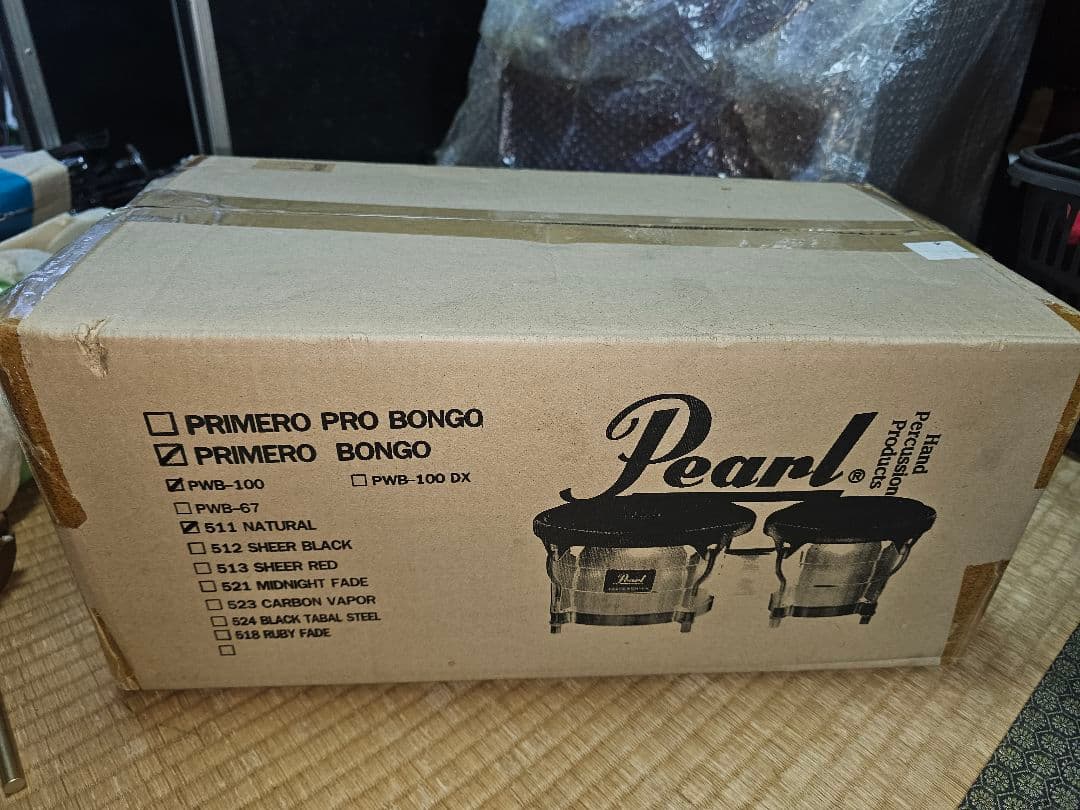 ☐ PRIMERO PRO BONGO
☑ PRIMERO BONGO
☑ PWB-100 ☐ PWB-100 DX
☐ PWB-67
☑ 511 NATURAL
☐ 512 SHEER BLACK
☐ 513 SHEER RED
☐ 521 MIDNIGHT FADE
☐ 523 CARBON VAPOR
☐ 524 BLACK TABAL STEEL
☐ 518 RUBY FADE
☐
Pearl®
Hand
Percussion
Products
Pearl